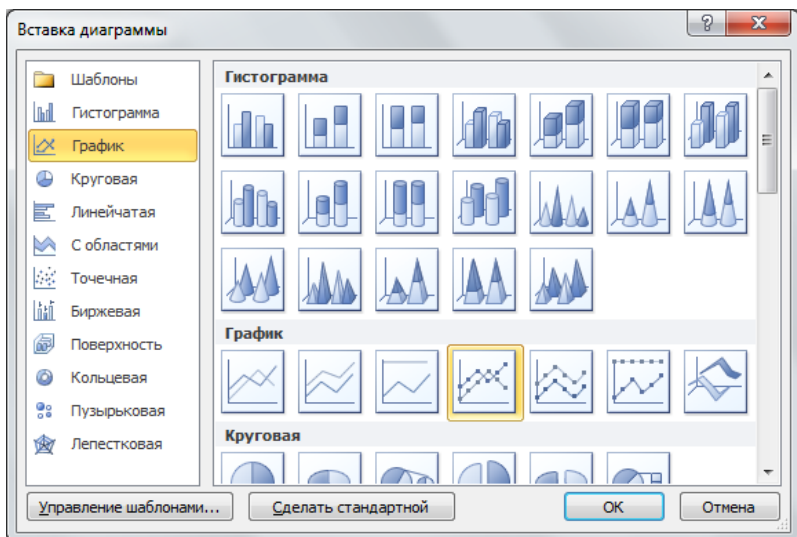 Вставка диаграммы
Шаблоны
Гистограмма
График
Круговая
Линейчатая
С областями
Точечная
Биржевая
Поверхность
Кольцевая
Пузырьковая
Лепестковая
Гистограмма
График
Круговая
Управление шаблонами...
Сделать стандартной
ОК
Отмена